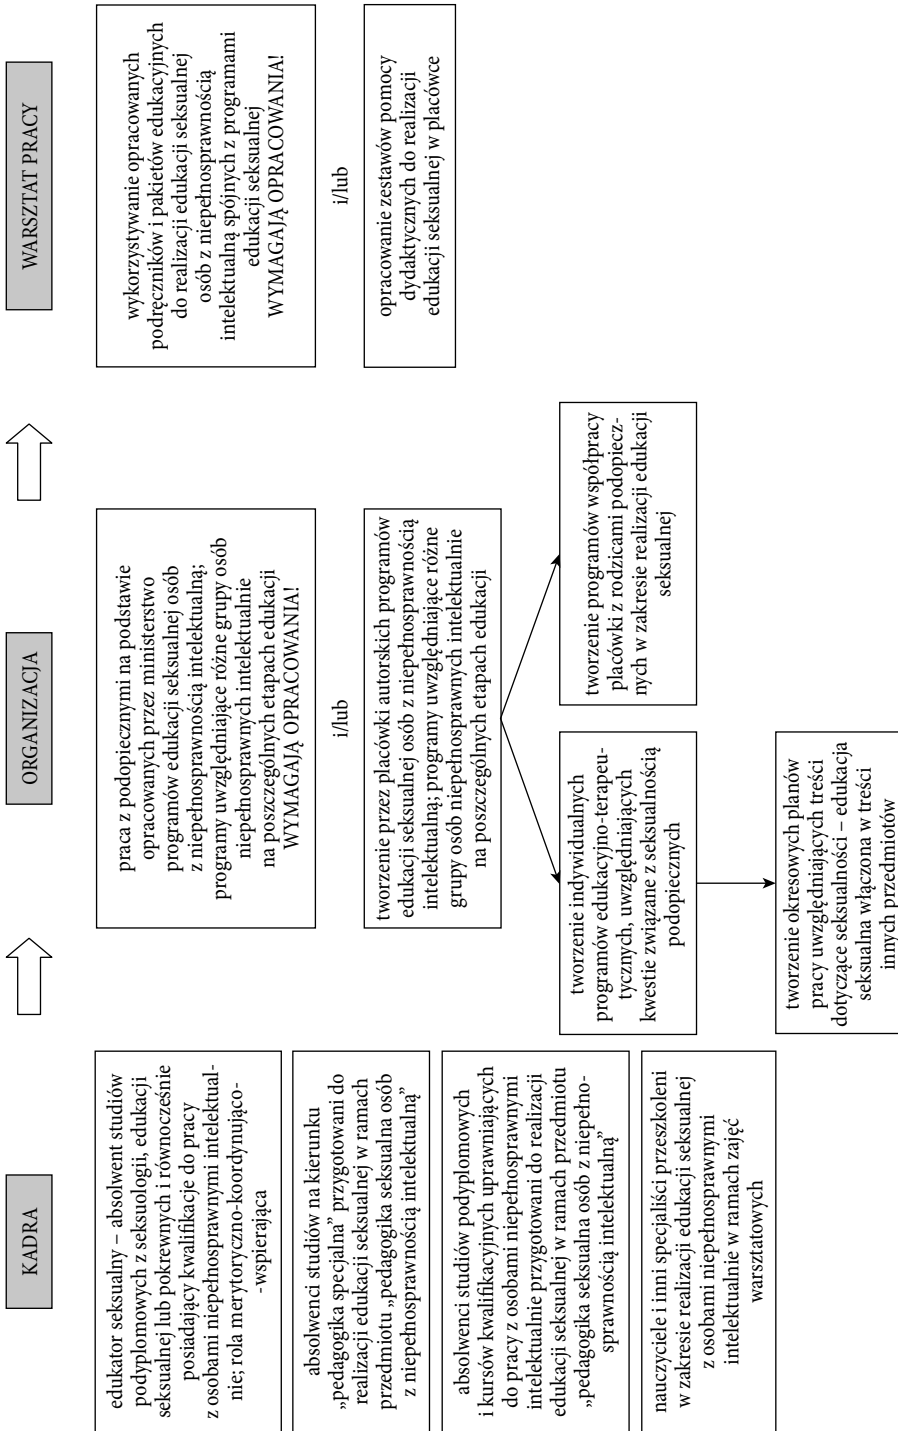 KADRA
edukator seksualny – absolwent studiów
podyplomowych z seksuologii, edukacji
seksualnej lub pokrewnych i równocześnie
posiadający kwalifikacje do pracy
z osobami niepełnosprawnymi intelektual-
nie; rola merytoryczno-koordynująco-
-wspierająca
absolwenci studiów na kierunku
„pedagogika specjalna” przygotowani do
realizacji edukacji seksualnej w ramach
przedmiotu „pedagogika seksualna osób
z niepełnosprawnością intelektualną”
absolwenci studiów podyplomowych
i kursów kwalifikacyjnych uprawniających
do pracy z osobami niepełnosprawnymi
intelektualnie przygotowani do realizacji
edukacji seksualnej w ramach przedmiotu
„pedagogika seksualna osób z niepełno-
sprawnością intelektualną”
nauczyciele i inni specjaliści przeszkoleni
w zakresie realizacji edukacji seksualnej
z osobami niepełnosprawnymi
intelektualnie w ramach zajęć
warsztatowych
ORGANIZACJA
praca z podopiecznymi na podstawie
opracowanych przez ministerstwo
programów edukacji seksualnej osób
z niepełnosprawnością intelektualną;
programy uwzględniające różne grupy osób
niepełnosprawnych intelektualnie
na poszczególnych etapach edukacji
WYMAGAJĄ OPRACOWANIA!
i/lub
tworzenie przez placówki autorskich programów
edukacji seksualnej osób z niepełnosprawnością
intelektualną; programy uwzględniające różne
grupy osób niepełnosprawnych intelektualnie
na poszczególnych etapach edukacji
tworzenie indywidualnych
programów edukacyjno-terapeu-
tycznych, uwzględniających
kwestie związane z seksualnością
podopiecznych
tworzenie programów współpracy
placówki z rodzicami podopiecz-
nych w zakresie realizacji edukacji
seksualnej
tworzenie okresowych planów
pracy uwzględniających treści
dotyczące seksualności – edukacja
seksualna włączona w treści
innych przedmiotów
WARSZTAT PRACY
wykorzystywanie opracowanych
podręczników i pakietów edukacyjnych
do realizacji edukacji seksualnej
osób z niepełnosprawnością
intelektualną spójnych z programami
edukacji seksualnej
WYMAGAJĄ OPRACOWANIA!
i/lub
opracowanie zestawów pomocy
dydaktycznych do realizacji
edukacji seksualnej w placówce